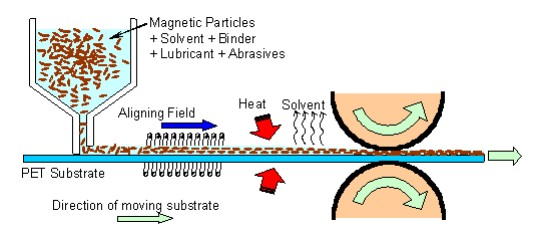 Magnetic Particles
+ Solvent + Binder
+ Lubricant + Abrasives
Aligning Field
Heat
Solvent
PET Substrate
Direction of moving substrate